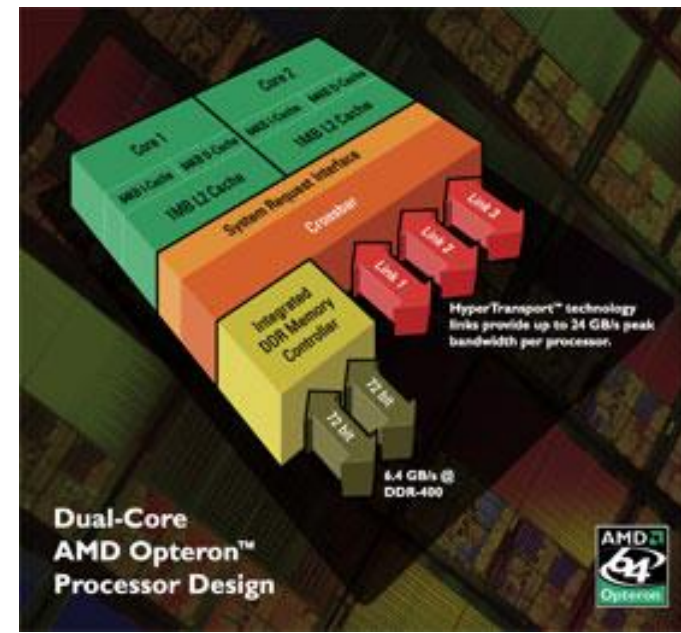 Core 1
64KB I-Cache
64KB D-Cache
1MB L2 Cache
Core 2
64KB I-Cache
64KB D-Cache
1MB L2 Cache
System Request Interface
Crossbar
Integrated
DDR Memory
Controller
Link 1
Link 2
Link 3
HyperTransport™ technology
links provide up to 24 GB/s peak
bandwidth per processor.
72 bit
72 bit
6.4 GB/s @
DDR-400
Dual-Core
AMD Opteron™
Processor Design
AMD
64
Opteron